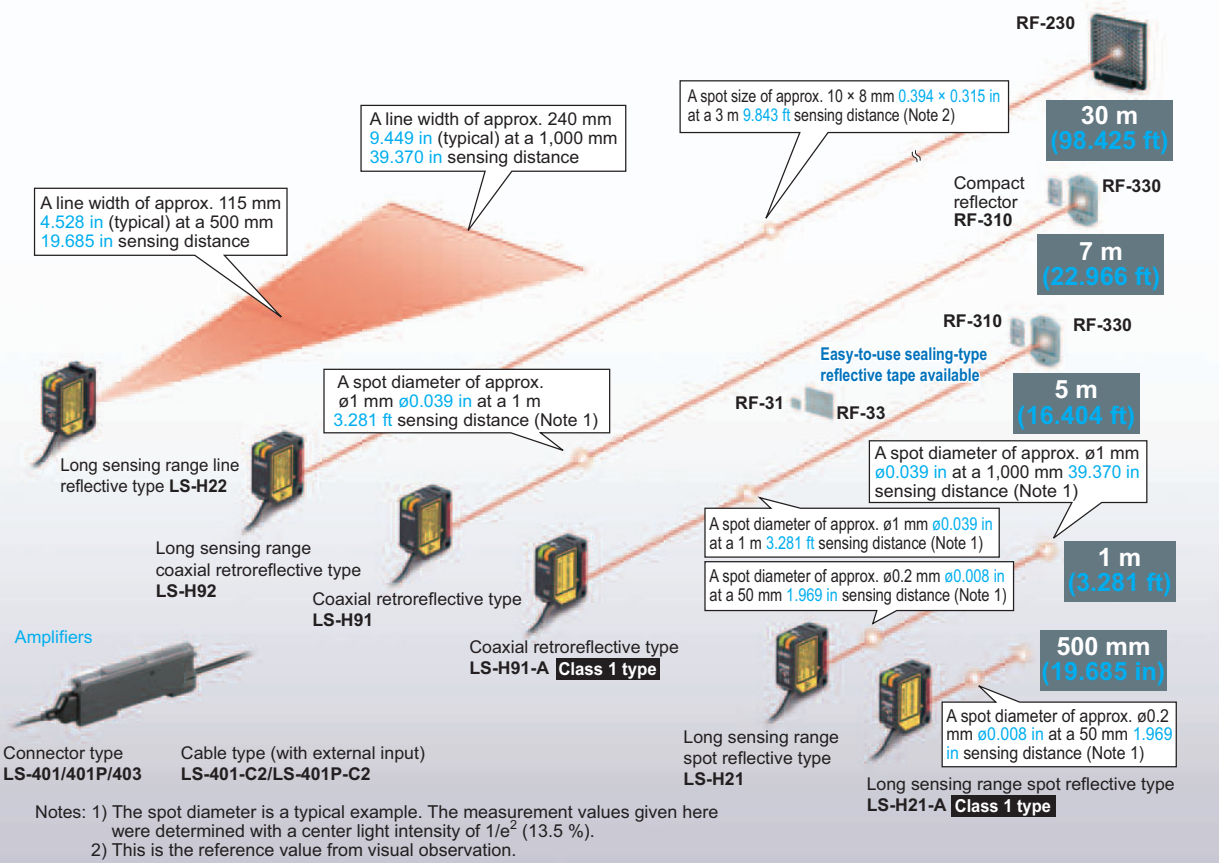 RF-230
A spot size of approx. 10 × 8 mm 0.394 × 0.315 in
at a 3 m 9.843 ft sensing distance (Note 2)
30 m
(98.425 ft)
A line width of approx. 240 mm
9.449 in (typical) at a 1,000 mm
39.370 in sensing distance
A line width of approx. 115 mm
4.528 in (typical) at a 500 mm
19.685 in sensing distance
Compact
reflector
RF-310
RF-330
7 m
(22.966 ft)
RF-310
RF-330
Easy-to-use sealing-type
reflective tape available
RF-31
RF-33
5 m
(16.404 ft)
A spot diameter of approx.
ø1 mm ø0.039 in at a 1 m
3.281 ft sensing distance (Note 1)
Long sensing range line
reflective type LS-H22
A spot diameter of approx. ø1 mm
ø0.039 in at a 1,000 mm 39.370 in
sensing distance (Note 1)
A spot diameter of approx. ø1 mm ø0.039 in
at a 1 m 3.281 ft sensing distance (Note 1)
Long sensing range
coaxial retroreflective type
LS-H92
1 m
(3.281 ft)
A spot diameter of approx. ø0.2 mm ø0.008 in
at a 50 mm 1.969 in sensing distance (Note 1)
Coaxial retroreflective type
LS-H91
Coaxial retroreflective type
LS-H91-A Class 1 type
500 mm
(19.685 in)
A spot diameter of approx. ø0.2
mm ø0.008 in at a 50 mm 1.969
in sensing distance (Note 1)
Long sensing range
spot reflective type
LS-H21
Long sensing range spot reflective type
LS-H21-A Class 1 type
Amplifiers
Connector type
LS-401/401P/403
Cable type (with external input)
LS-401-C2/LS-401P-C2
Notes: 1) The spot diameter is a typical example. The measurement values given here
were determined with a center light intensity of 1/e² (13.5 %).
2) This is the reference value from visual observation.